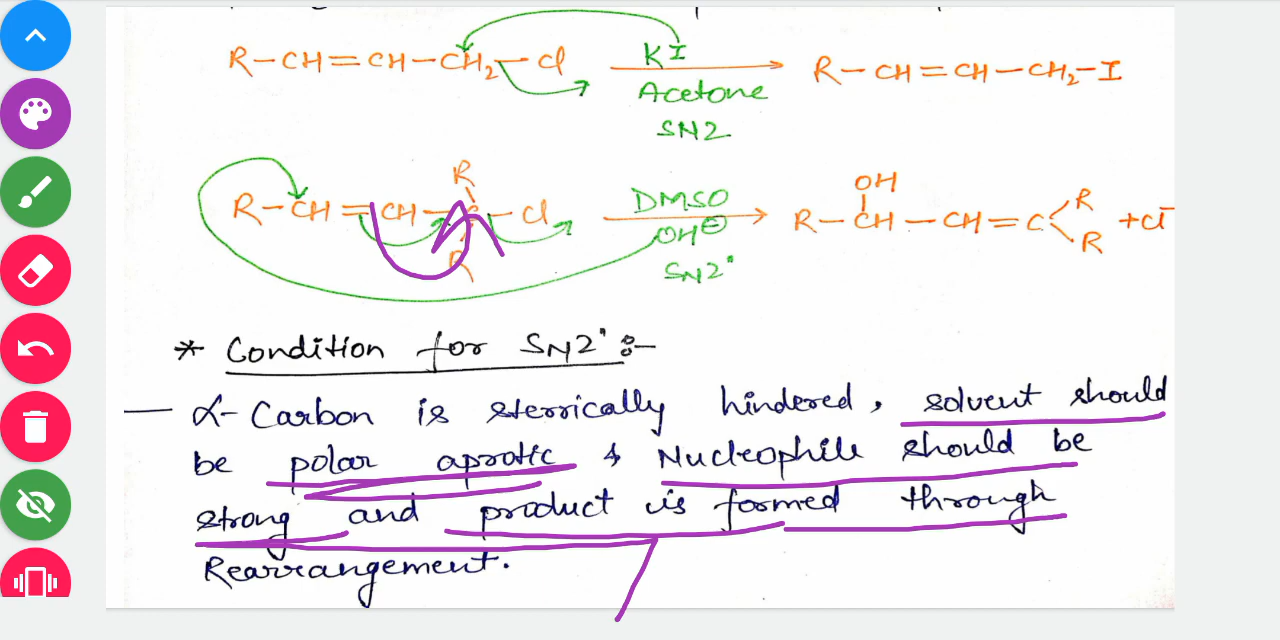 R-CH=CH-CH₂-Cl KI R-CH=CH-CH₂-I
Acetone
SN2
R
R-CH=CH-C-Cl DMSO OH R
R-CH-CH=C +Cl⁻
OH⊖ R
R SN2'
* Condition for SN2' :-
— α-Carbon is sterrically hindered, solvent should
be polar aprotic & Nucleophile should be
strong and product is formed through
Rearrangement.